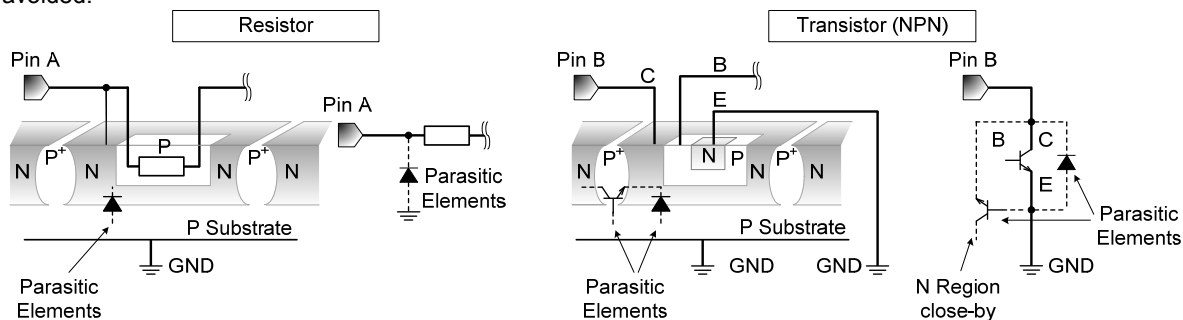 avoided.
Resistor
Transistor (NPN)
Pin A
Pin A
P
N
P+
N
P+
N
Parasitic
Elements
P Substrate
GND
Parasitic
Elements
Pin B
C
B
E
N
P+
N
P
P+
N
P Substrate
GND
GND
Parasitic
Elements
Pin B
B
C
E
Parasitic
Elements
GND
N Region
close-by